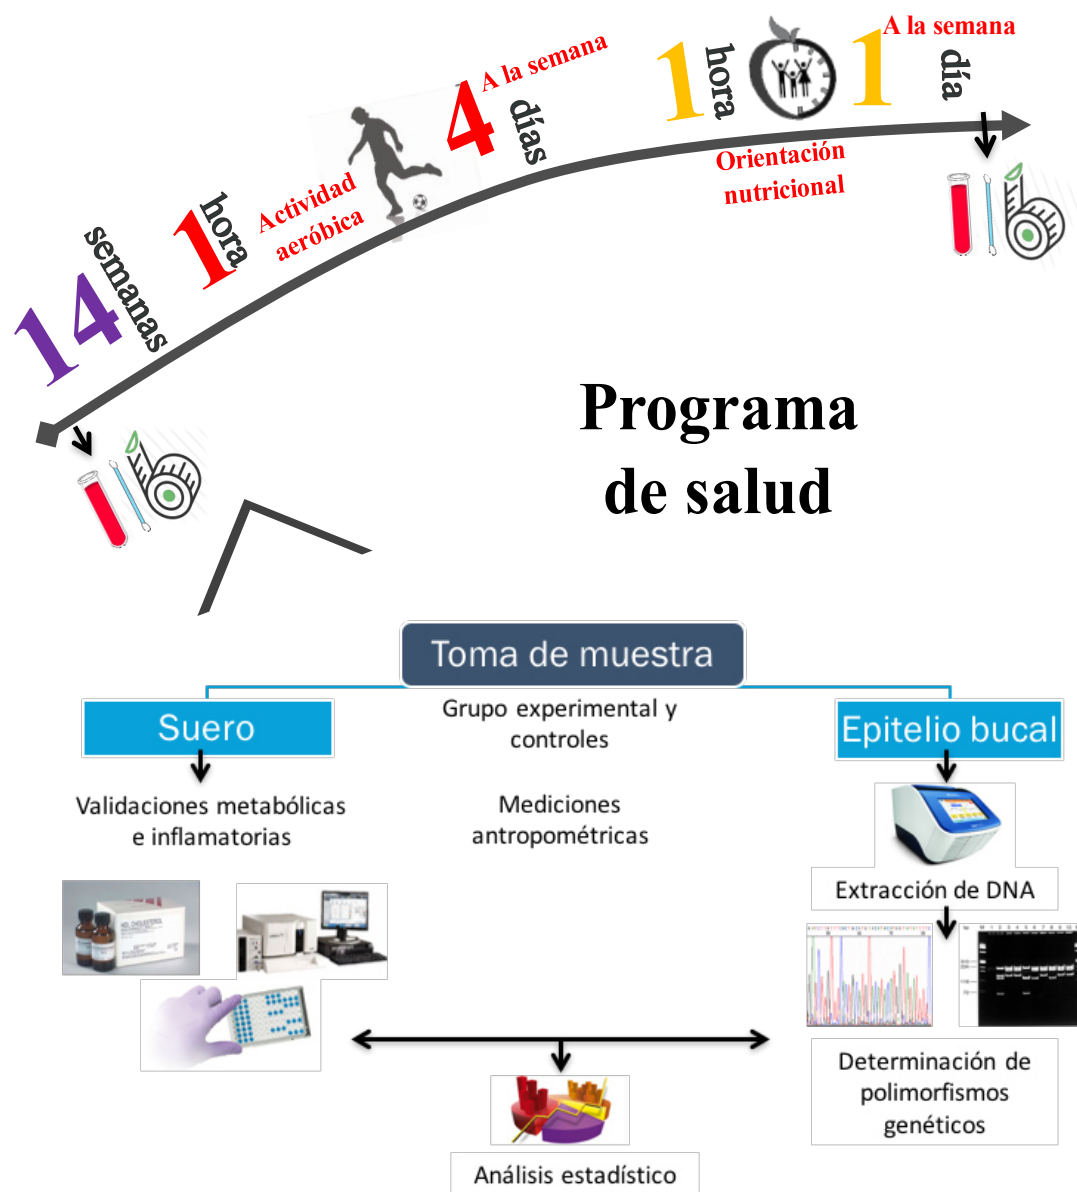 14
semanas
1
hora
Actividad
aeróbica
4
A la semana
días
1
hora
Orientación
nutricional
1
A la semana
día
Programa
de salud
Toma de muestra
Suero
Grupo experimental y
controles
Epitelio bucal
Validaciones metabólicas
e inflamatorias
Mediciones
antropométricas
Extracción de DNA
HDL CHOLESTEROL
Determinación de
polimorfismos
genéticos
Análisis estadístico